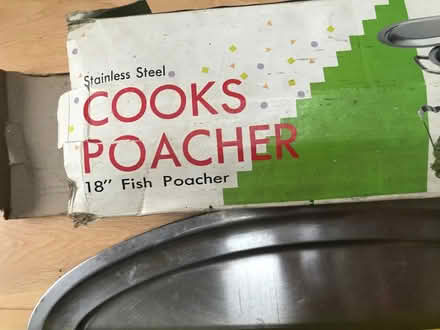 Stainless Steel
COOKS
POACHER
18" Fish Poacher